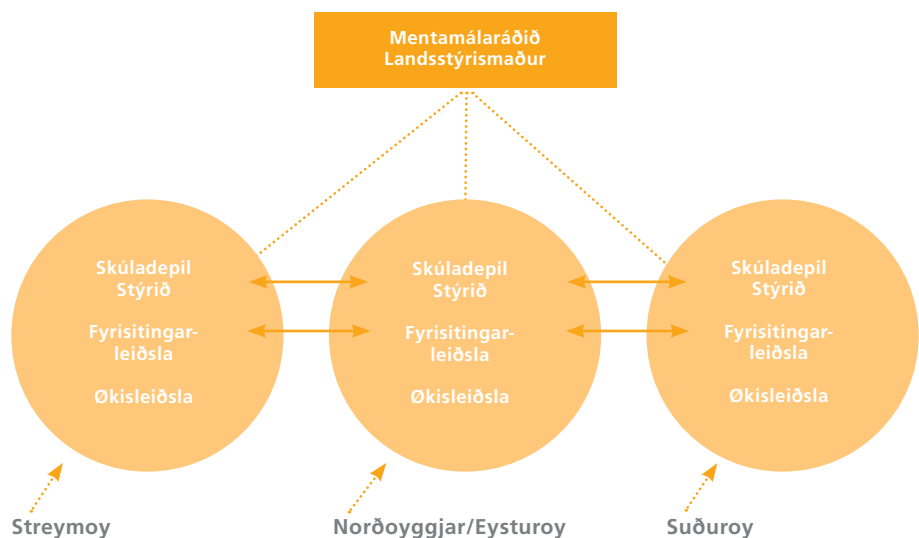 Mentamálaráðið
Landsstýrismaður
Skúladepil
Stýrið
Fyrisitingar-
leiðsla
Økisleiðsla
Skúladepil
Stýrið
Fyrisitingar-
leiðsla
Økisleiðsla
Skúladepil
Stýrið
Fyrisitingar-
leiðsla
Økisleiðsla
Streymoy
Norðoyggjar/Eysturoy
Suðuroy